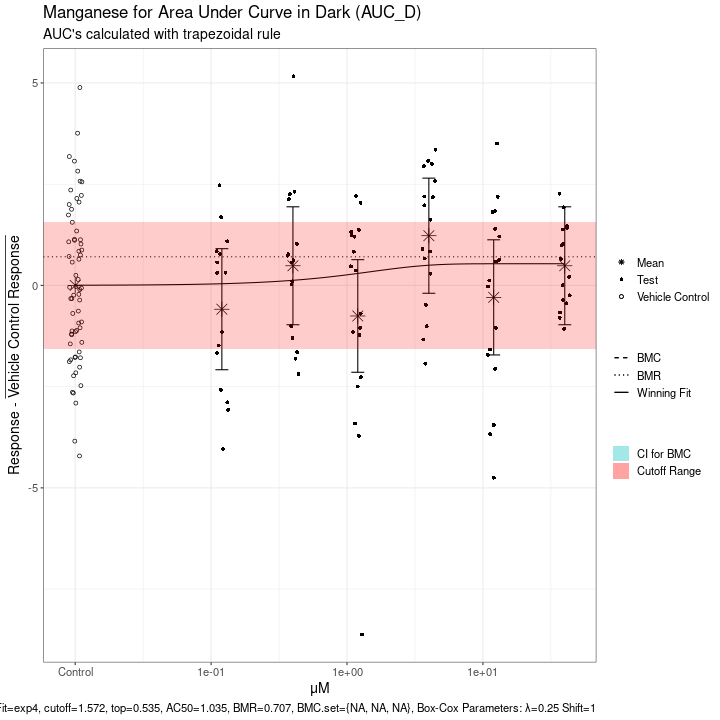 Manganese for Area Under Curve in Dark (AUC_D)
AUC's calculated with trapezoidal rule
Response - Vehicle Control Response
5
0
-5
Control
1e-01
1e+00
1e+01
μM
Mean
Test
Vehicle Control
BMC
BMR
Winning Fit
CI for BMC
Cutoff Range
Fit=exp4, cutoff=1.572, top=0.535, AC50=1.035, BMR=0.707, BMC.set={NA, NA, NA}, Box-Cox Parameters: λ=0.25 Shift=1